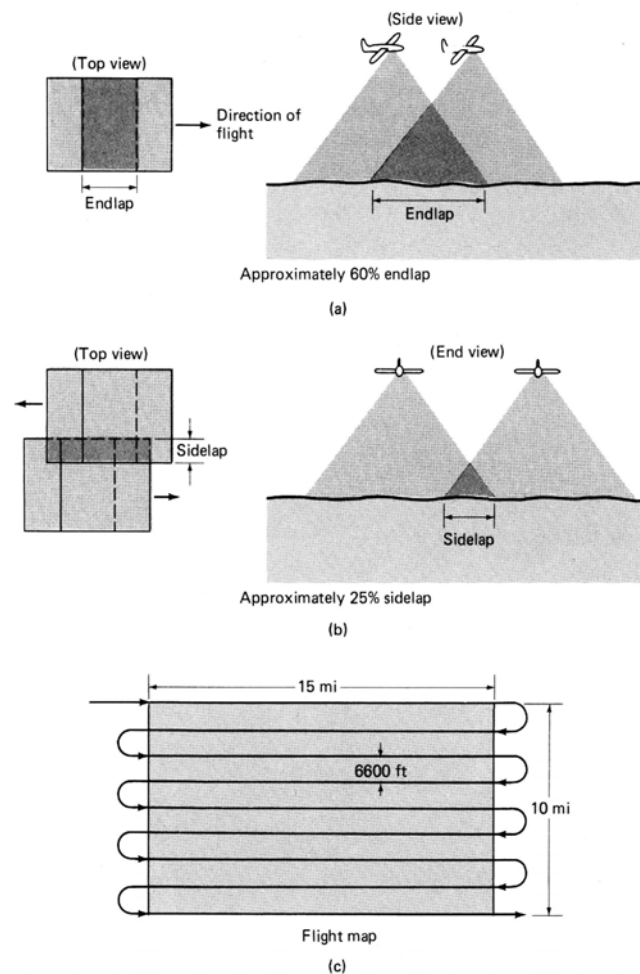 (Side view)
(Top view)
Direction of
flight
Endlap
Endlap
Approximately 60% endlap
(a)
(Top view)
(End view)
Sidelap
Sidelap
Approximately 25% sidelap
(b)
15 mi
6600 ft
10 mi
Flight map
(c)